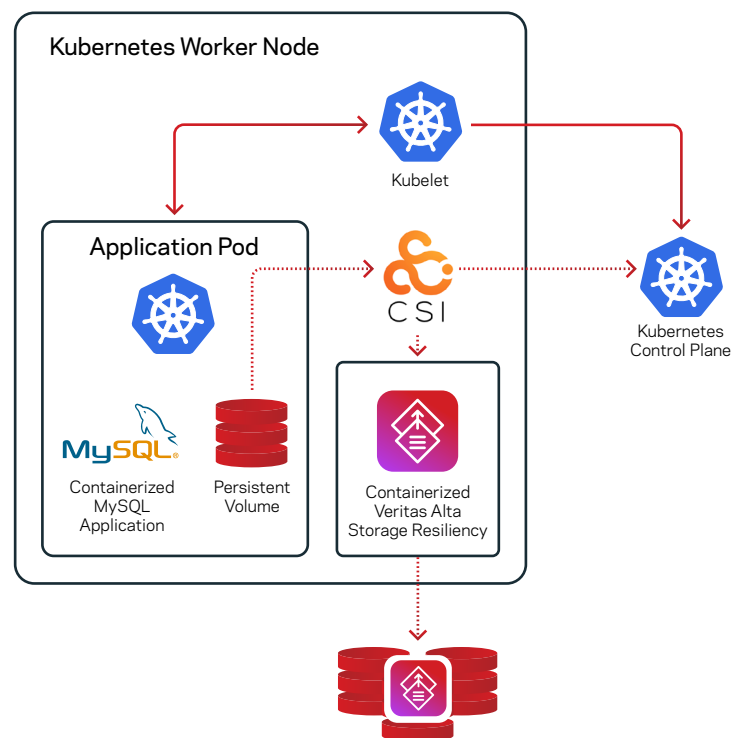 Kubernetes Worker Node
Kubelet
Application Pod
CSI
Kubernetes
Control Plane
MySQL®
Containerized
MySQL
Application
Persistent
Volume
Containerized
Veritas Alta
Storage Resiliency